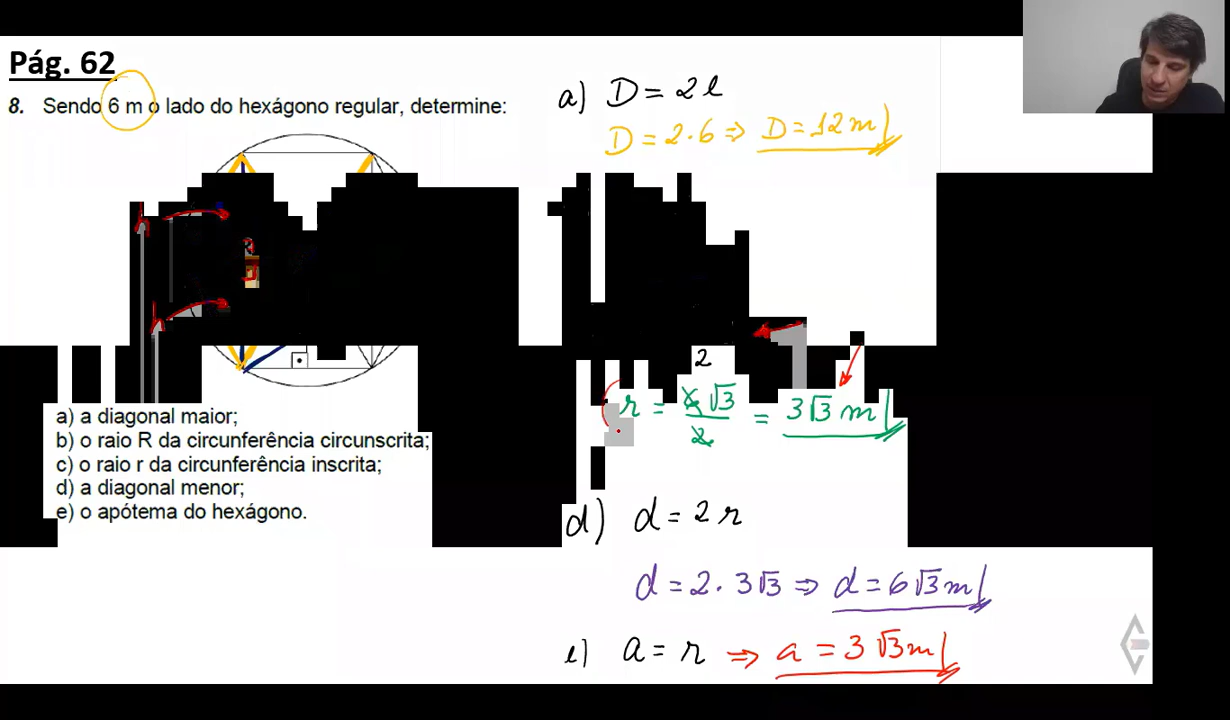 Pág. 62
8. Sendo 6 m o lado do hexágono regular, determine:
a) D = 2l
D = 2·6 ⇒ D = 12 m
2
r = 6√3/2 = 3√3 m
a) a diagonal maior;
b) o raio R da circunferência circunscrita;
c) o raio r da circunferência inscrita;
d) a diagonal menor;
e) o apótema do hexágono.
d) d = 2r
d = 2·3√3 ⇒ d = 6√3 m
e) a = r ⇒ a = 3√3 m